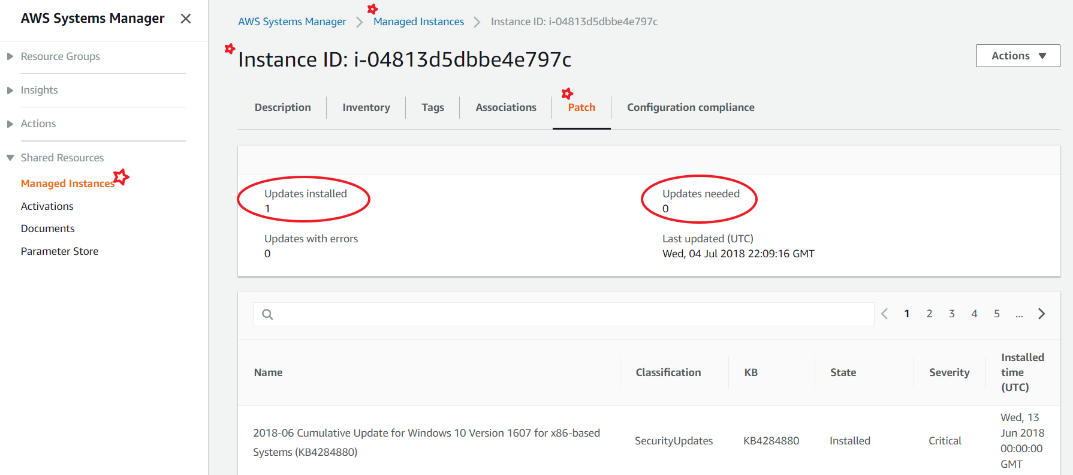 AWS Systems Manager
Resource Groups
Insights
Actions
Shared Resources
Managed Instances
Activations
Documents
Parameter Store
AWS Systems Manager Managed Instances Instance ID: i-04813d5dbbe4e797c
Instance ID: i-04813d5dbbe4e797c
Actions
Description Inventory Tags Associations Patch Configuration compliance
Updates installed
1
Updates needed
0
Updates with errors
0
Last updated (UTC)
Wed, 04 Jul 2018 22:09:16 GMT
1 2 3 4 5 ...
Name Classification KB State Severity Installed
time
(UTC)
2018-06 Cumulative Update for Windows 10 Version 1607 for x86-based
Systems (KB4284880)
SecurityUpdates KB4284880 Installed Critical
Wed, 13
Jun 2018
00:00:00
GMT